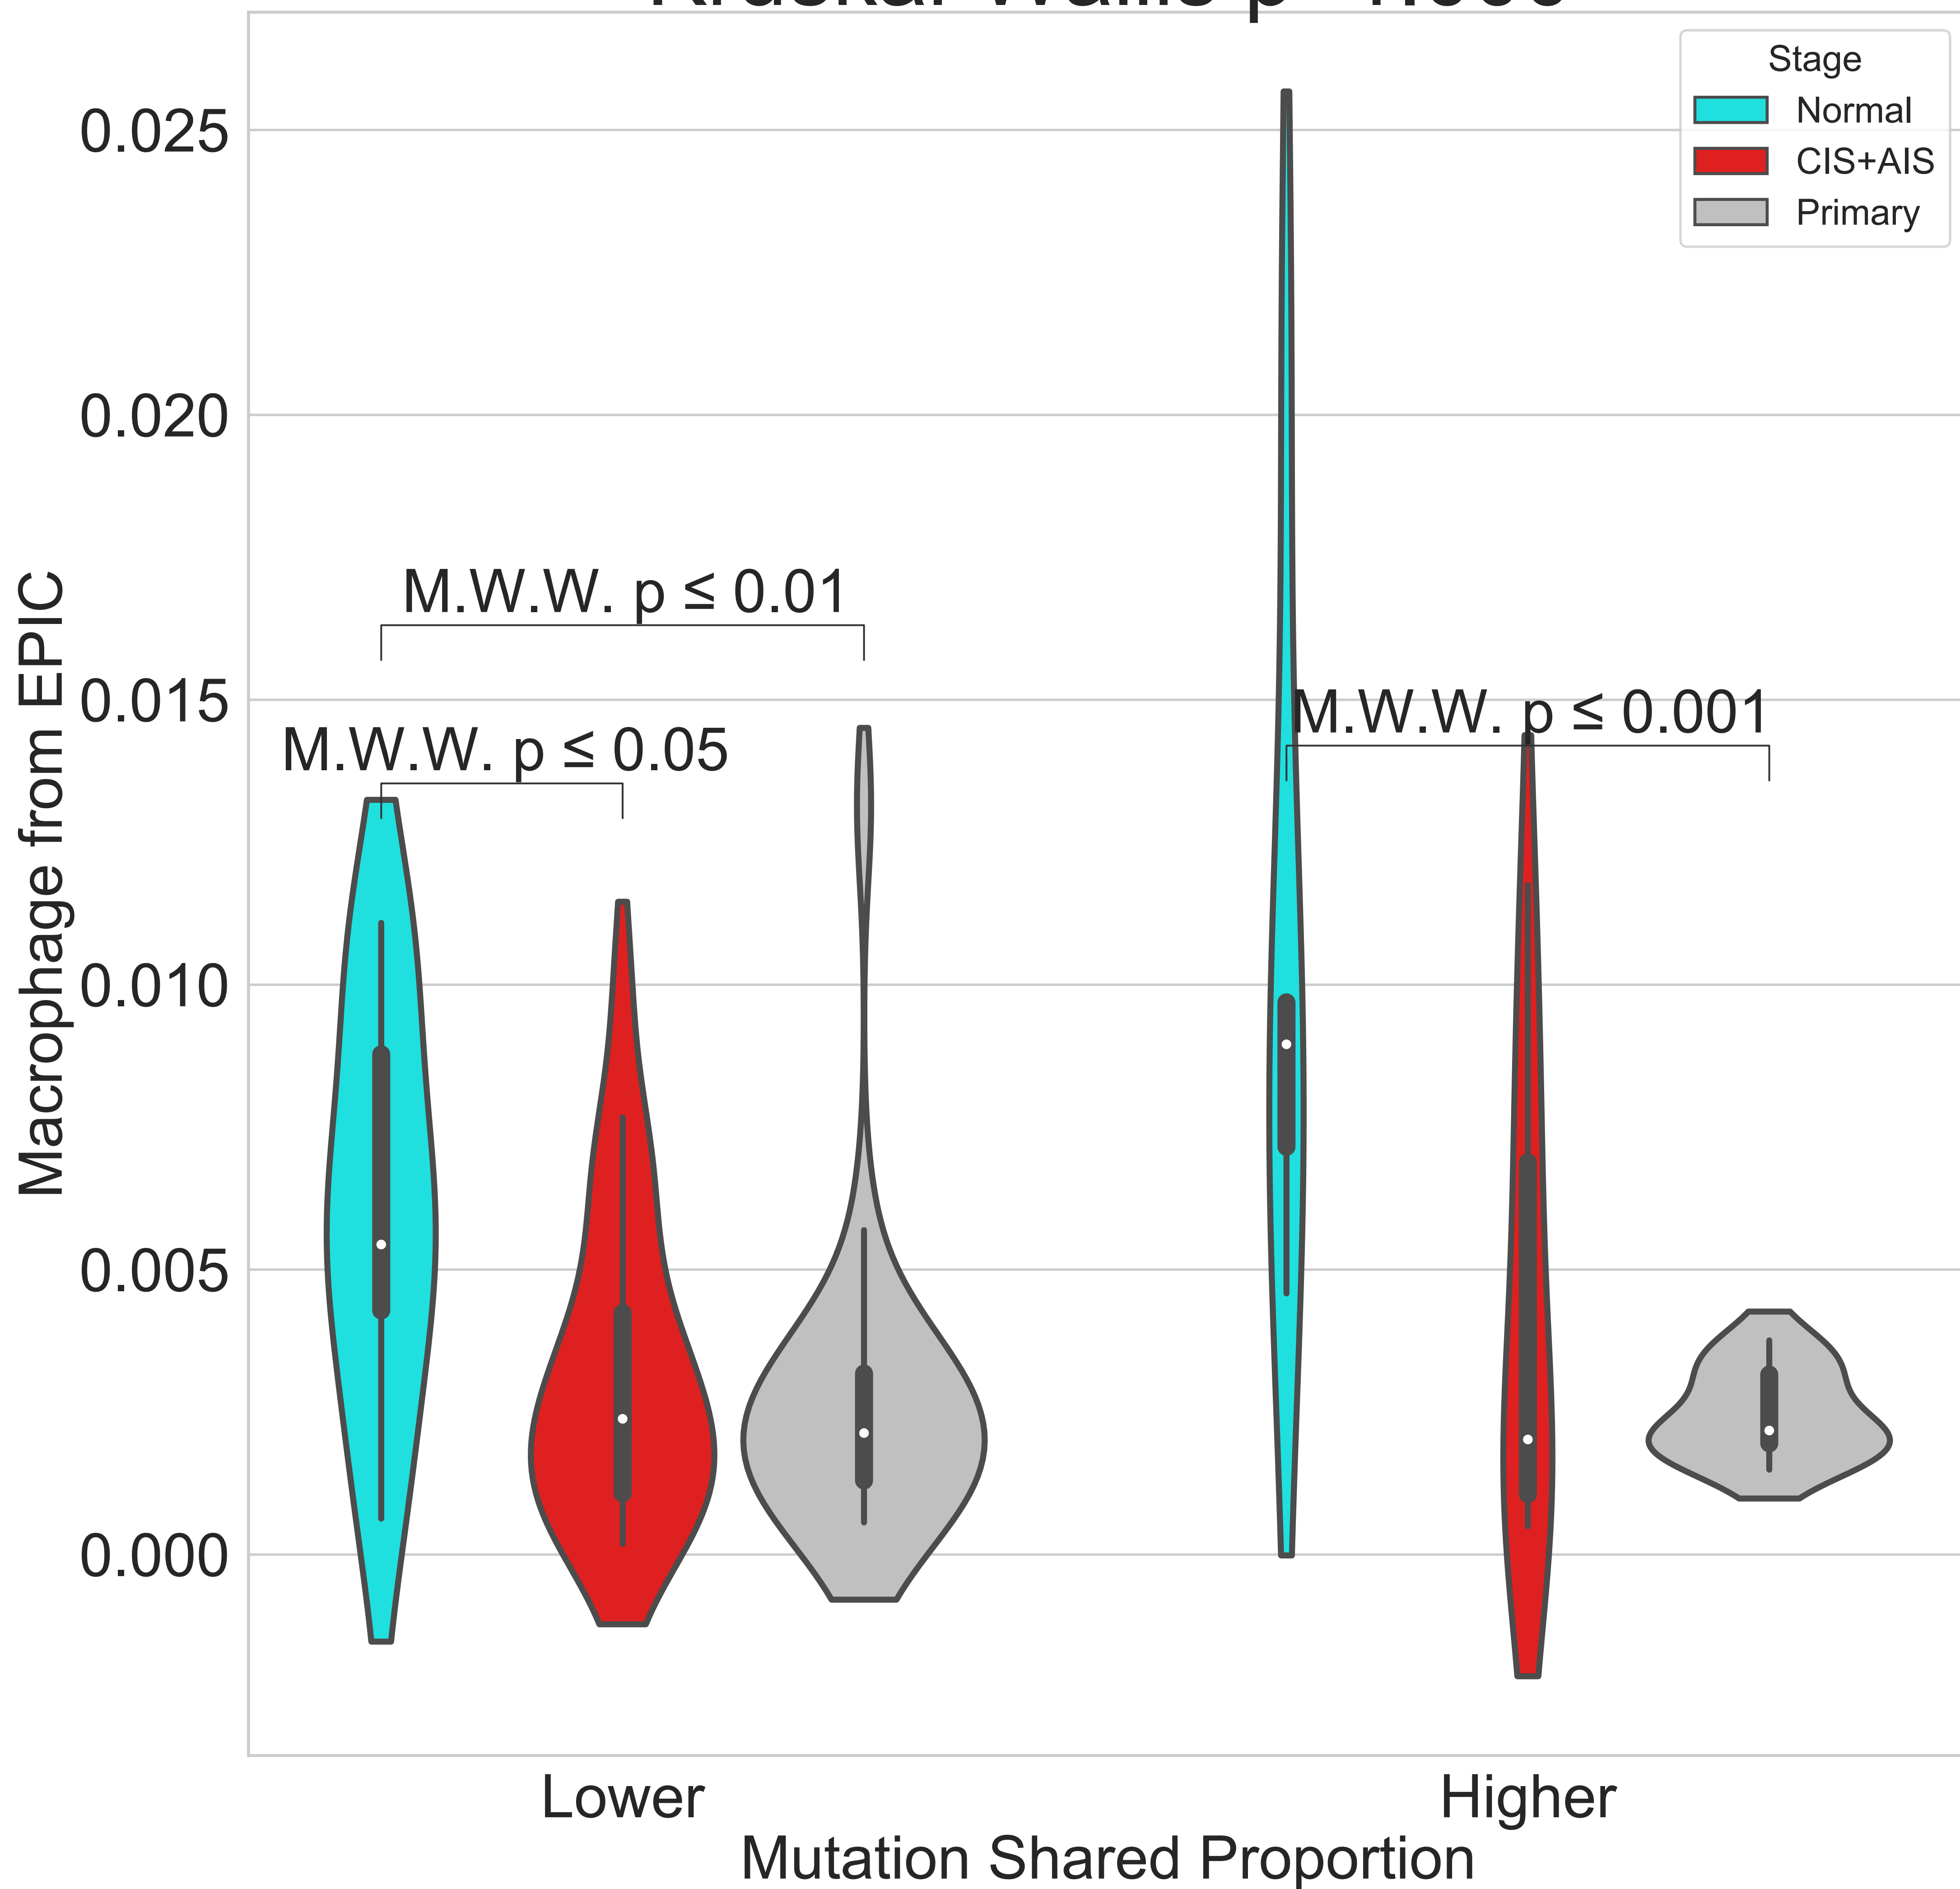 Stage
Normal
CIS+AIS
Primary
0.025
0.020
0.015
0.010
0.005
0.000
Macrophage from EPIC
M.W.W. p ≤ 0.01
M.W.W. p ≤ 0.05
M.W.W. p ≤ 0.001
Lower
Higher
Mutation Shared Proportion